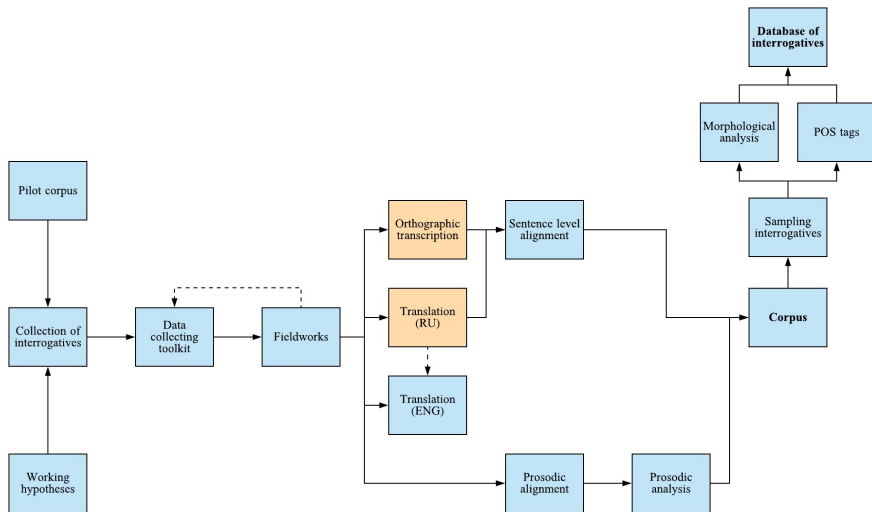 Database of
interrogatives
Morphological
analysis
POS tags
Pilot corpus
Orthographic
transcription
Sentence level
alignment
Sampling
interrogatives
Collection of
interrogatives
Data
collecting
toolkit
Fieldworks
Translation
(RU)
Corpus
Translation
(ENG)
Working
hypotheses
Prosodic
alignment
Prosodic
analysis